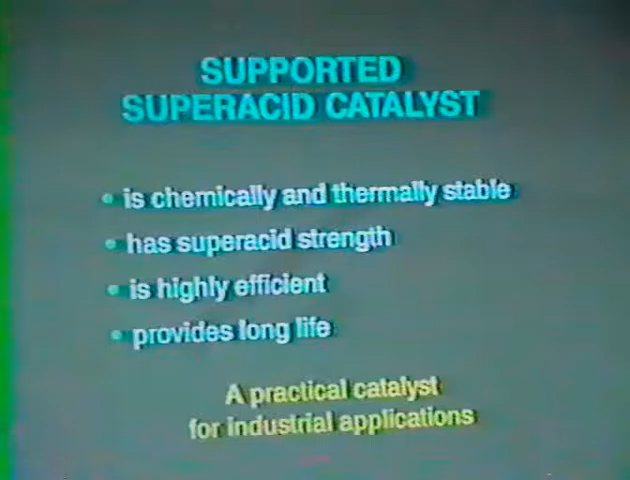 SUPPORTED
SUPERACID CATALYST
• is chemically and thermally stable
• has superacid strength
• is highly efficient
• provides long life
A practical catalyst
for industrial applications